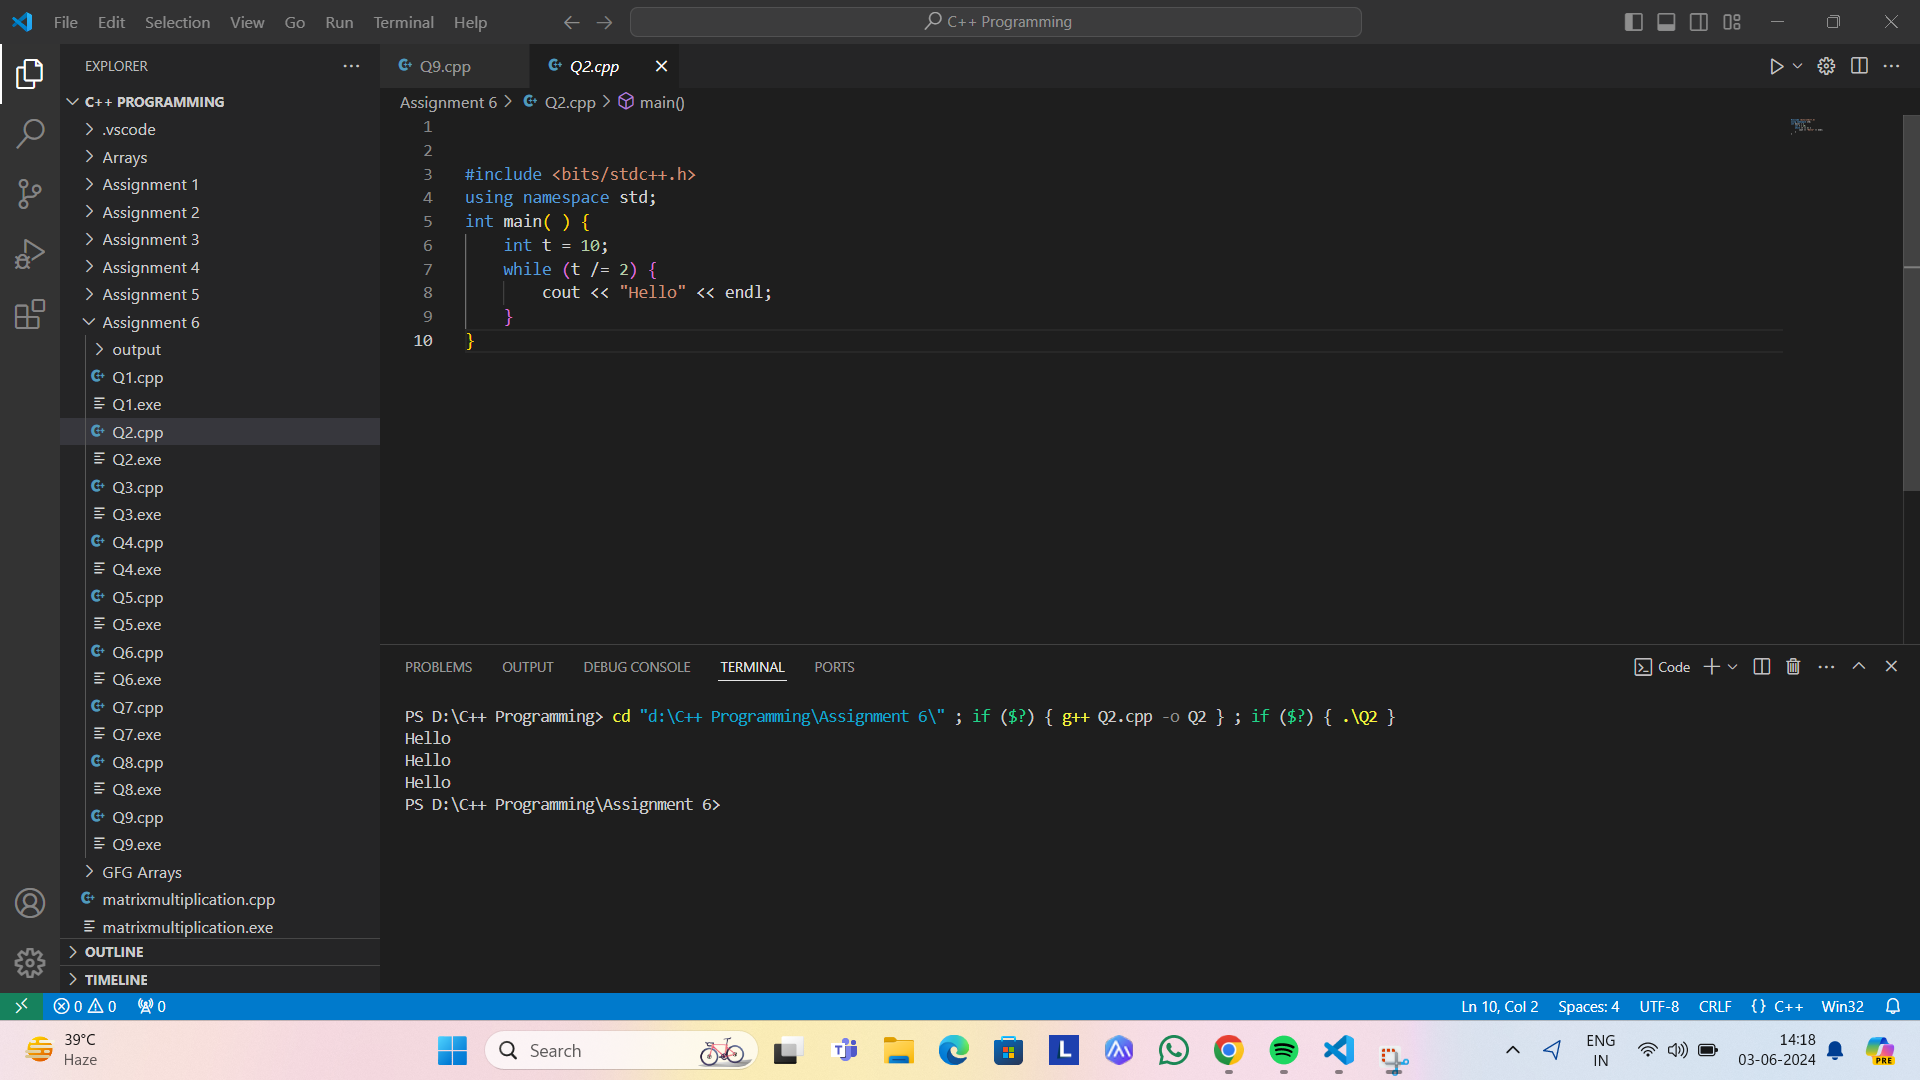 File Edit Selection View Go Run Terminal Help
C++ Programming
EXPLORER
C++ PROGRAMMING
.vscode
Arrays
Assignment 1
Assignment 2
Assignment 3
Assignment 4
Assignment 5
Assignment 6
output
Q1.cpp
Q1.exe
Q2.cpp
Q2.exe
Q3.cpp
Q3.exe
Q4.cpp
Q4.exe
Q5.cpp
Q5.exe
Q6.cpp
Q6.exe
Q7.cpp
Q7.exe
Q8.cpp
Q8.exe
Q9.cpp
Q9.exe
GFG Arrays
matrixmultiplication.cpp
matrixmultiplication.exe
OUTLINE
TIMELINE
Q9.cpp Q2.cpp
Assignment 6 > Q2.cpp > main()
1
2
3 #include <bits/stdc++.h>
4 using namespace std;
5 int main( ) {
6     int t = 10;
7     while (t /= 2) {
8         cout << "Hello" << endl;
9     }
10 }
PROBLEMS OUTPUT DEBUG CONSOLE TERMINAL PORTS
Code
PS D:\C++ Programming> cd "d:\C++ Programming\Assignment 6\" ; if ($?) { g++ Q2.cpp -o Q2 } ; if ($?) { .\Q2 }
Hello
Hello
Hello
PS D:\C++ Programming\Assignment 6>
0 0 0
Ln 10, Col 2 Spaces: 4 UTF-8 CRLF {} C++ Win32
39°C
Haze
Search
L
ENG
IN
14:18
03-06-2024
PRE